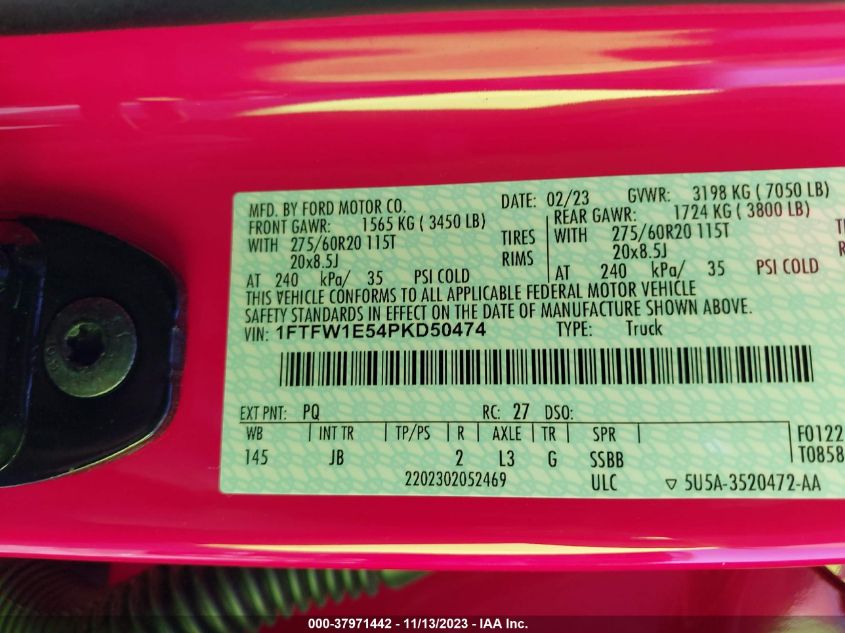 MFD. BY FORD MOTOR CO. DATE: 02/23 GVWR: 3198 KG ( 7050 LB)
FRONT GAWR: 1565 KG ( 3450 LB) REAR GAWR: 1724 KG ( 3800 LB)
WITH 275/60R20 115T TIRES WITH 275/60R20 115T
20x8.5J RIMS 20x8.5J
AT 240 kPa/ 35 PSI COLD AT 240 kPa/ 35 PSI COLD
THIS VEHICLE CONFORMS TO ALL APPLICABLE FEDERAL MOTOR VEHICLE
SAFETY STANDARDS IN EFFECT ON THE DATE OF MANUFACTURE SHOWN ABOVE.
VIN: 1FTFW1E54PKD50474 TYPE: Truck
EXT PNT: PQ RC: 27 DSO:
WB INT TR TP/PS R AXLE TR SPR F0122
145 JB 2 L3 G SSBB T0858
2202302052469 ULC ▽ 5U5A-3520472-AA
000-37971442 - 11/13/2023 - IAA Inc.